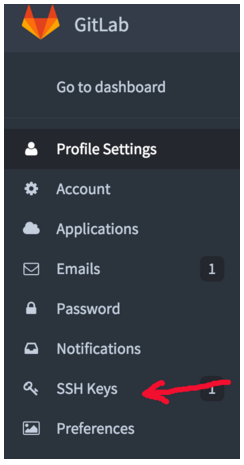 GitLab
Go to dashboard
Profile Settings
Account
Applications
Emails 1
Password
Notifications
SSH Keys 1
Preferences